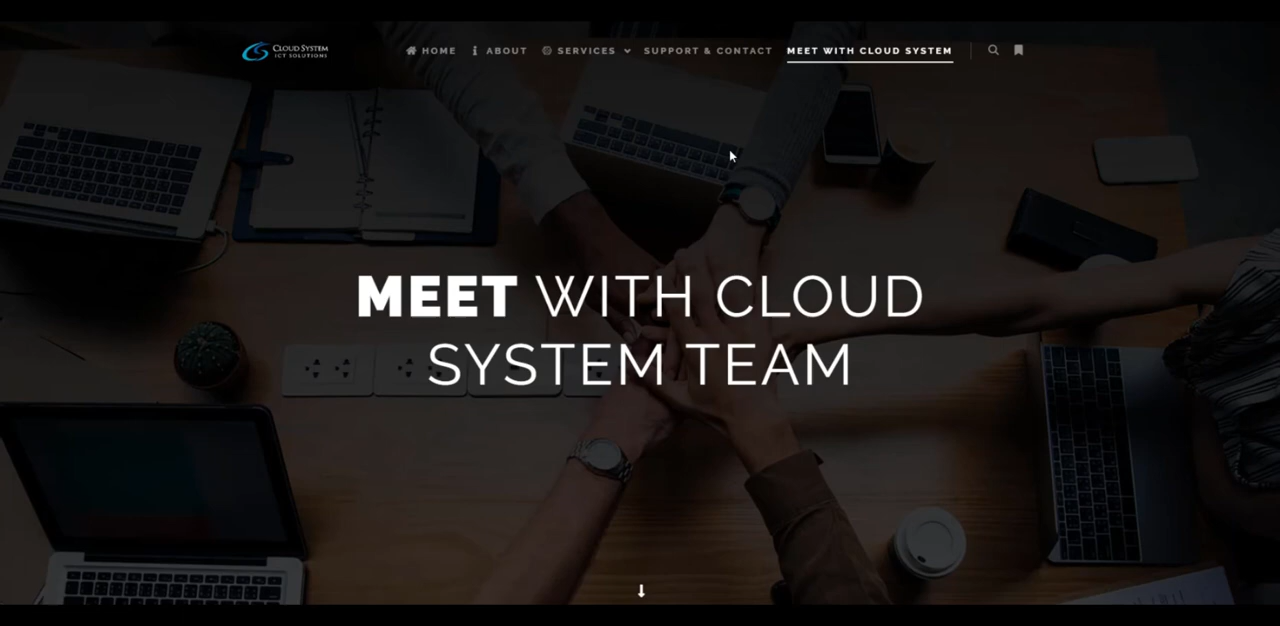 CLOUD SYSTEM
ICT SOLUTIONS
HOME
ABOUT
SERVICES
SUPPORT & CONTACT
MEET WITH CLOUD SYSTEM
MEET WITH CLOUD
SYSTEM TEAM